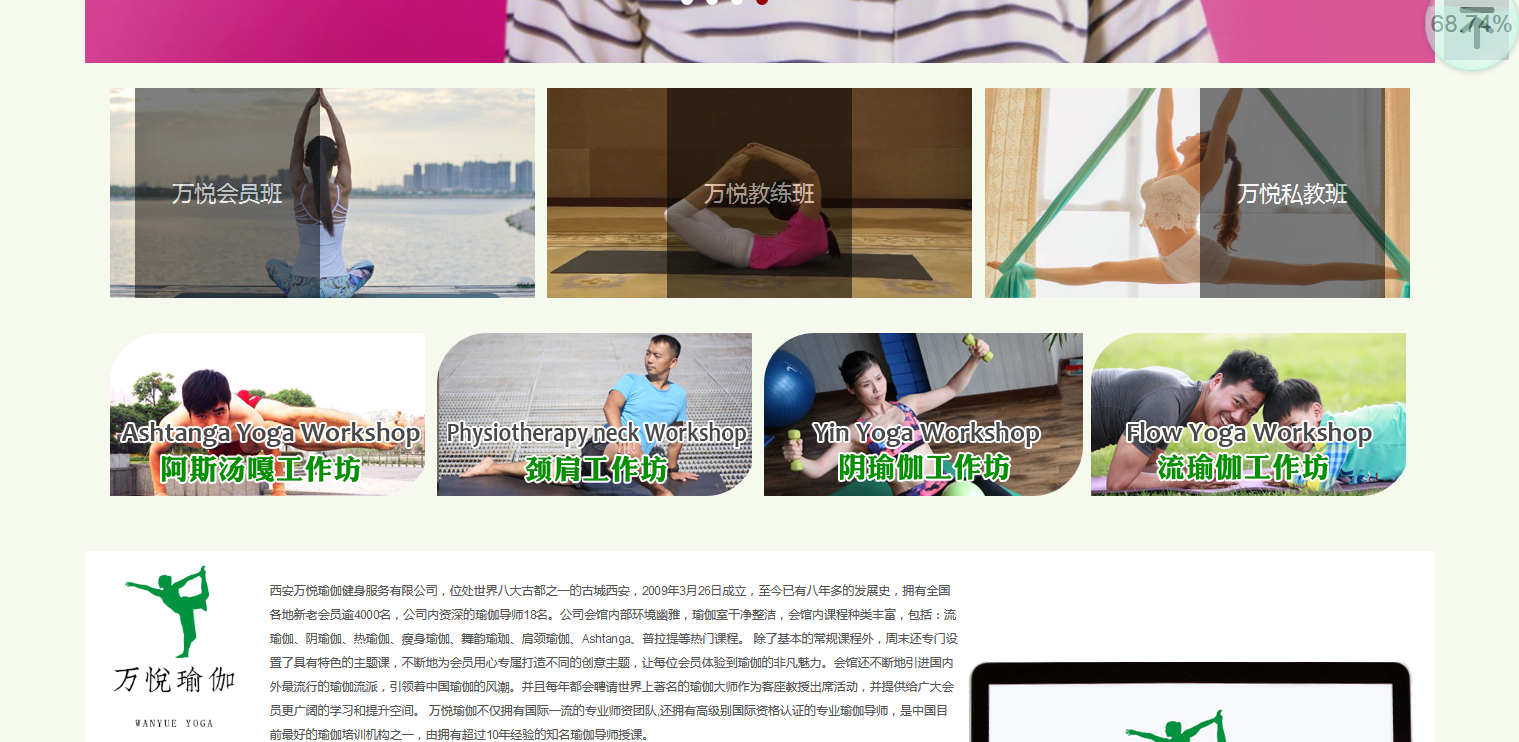 68.74%
万悦会员班
万悦教练班
万悦私教班
Ashtanga Yoga Workshop
阿斯汤嘎工作坊
Physiotherapy neck Workshop
颈肩工作坊
Yin Yoga Workshop
阴瑜伽工作坊
Flow Yoga Workshop
流瑜伽工作坊
万悦瑜伽
WANYUE YOGA
西安万悦瑜伽健身服务有限公司，位处世界八大古都之一的古城西安，2009年3月26日成立，至今已有八年多的发展史，拥有全国
各地新老会员逾4000名，公司内资深的瑜伽导师18名。公司会馆内部环境幽雅，瑜伽室干净整洁，会馆内课程种类丰富，包括：流
瑜伽、阴瑜伽、热瑜伽、瘦身瑜伽、舞韵瑜珈、肩颈瑜伽、Ashtanga、普拉提等热门课程。 除了基本的常规课程外，周末还专门设
置了具有特色的主题课，不断地为会员用心专属打造不同的创意主题，让每位会员体验到瑜伽的非凡魅力。会馆还不断地引进国内
外最流行的瑜伽流派，引领着中国瑜伽的风潮。并且每年都会聘请世界上著名的瑜伽大师作为客座教授出席活动，并提供给广大会
员更广阔的学习和提升空间。 万悦瑜伽不仅拥有国际一流的专业师资团队,还拥有高级别国际资格认证的专业瑜伽导师，是中国目
前最好的瑜伽培训机构之一，由拥有超过10年经验的知名瑜伽导师授课。